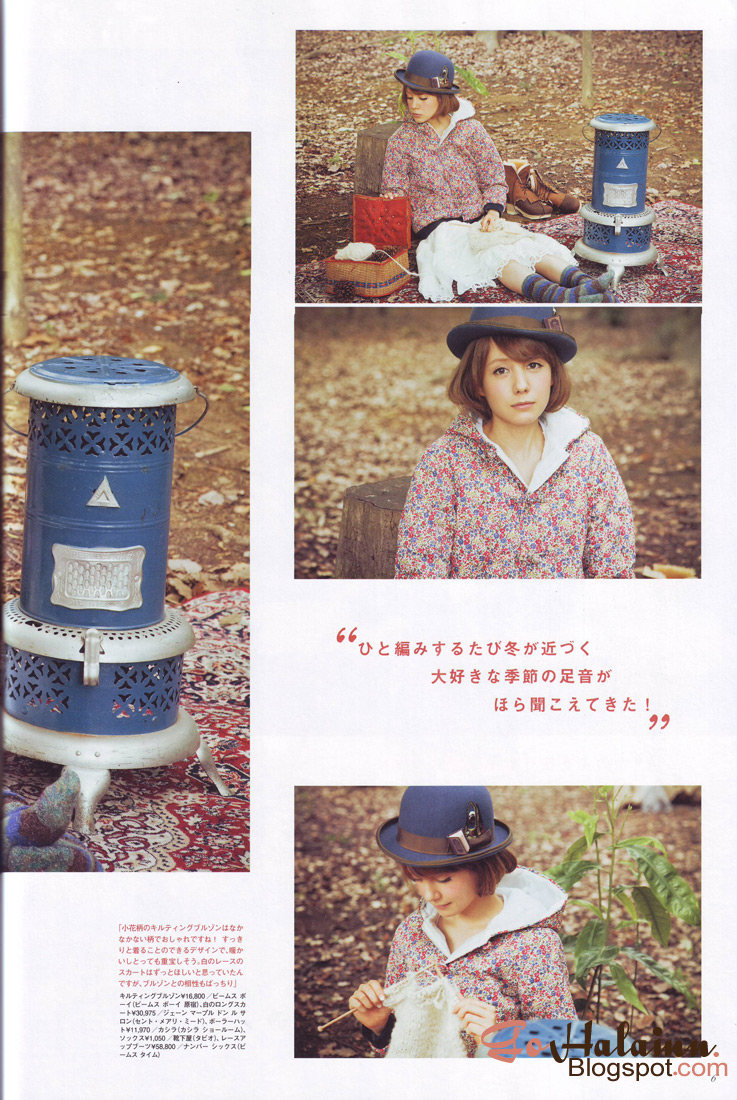 “ひと編みするたび冬が近づく
大好きな季節の足音が
ほら聞こえてきた！”
「小花柄のキルティングブルゾンはなか
なかない柄でおしゃれですね！ すっき
りと着ることのできるデザインで、暖か
いしとっても重宝しそう。白のレースの
スカートはずっとほしいと思っていたん
ですが、ブルゾンとの相性もばっちり」
キルティングブルゾン¥16,800／ビームス ボ
ーイ(ビームス ボーイ 原宿)、白のロングスカ
ート¥30,975／ジェーン マープル ドン ル サ
ロン(セント・メアリ・ミード)、ボーラーハッ
ト¥11,970／カシラ(カシラ ショールーム)、
ソックス¥1,050／靴下屋(タビオ)、レースア
ップブーツ¥58,800／ナンバー シックス(ビ
ームス タイム)
GoHalaiun.
Blogspot.com
6